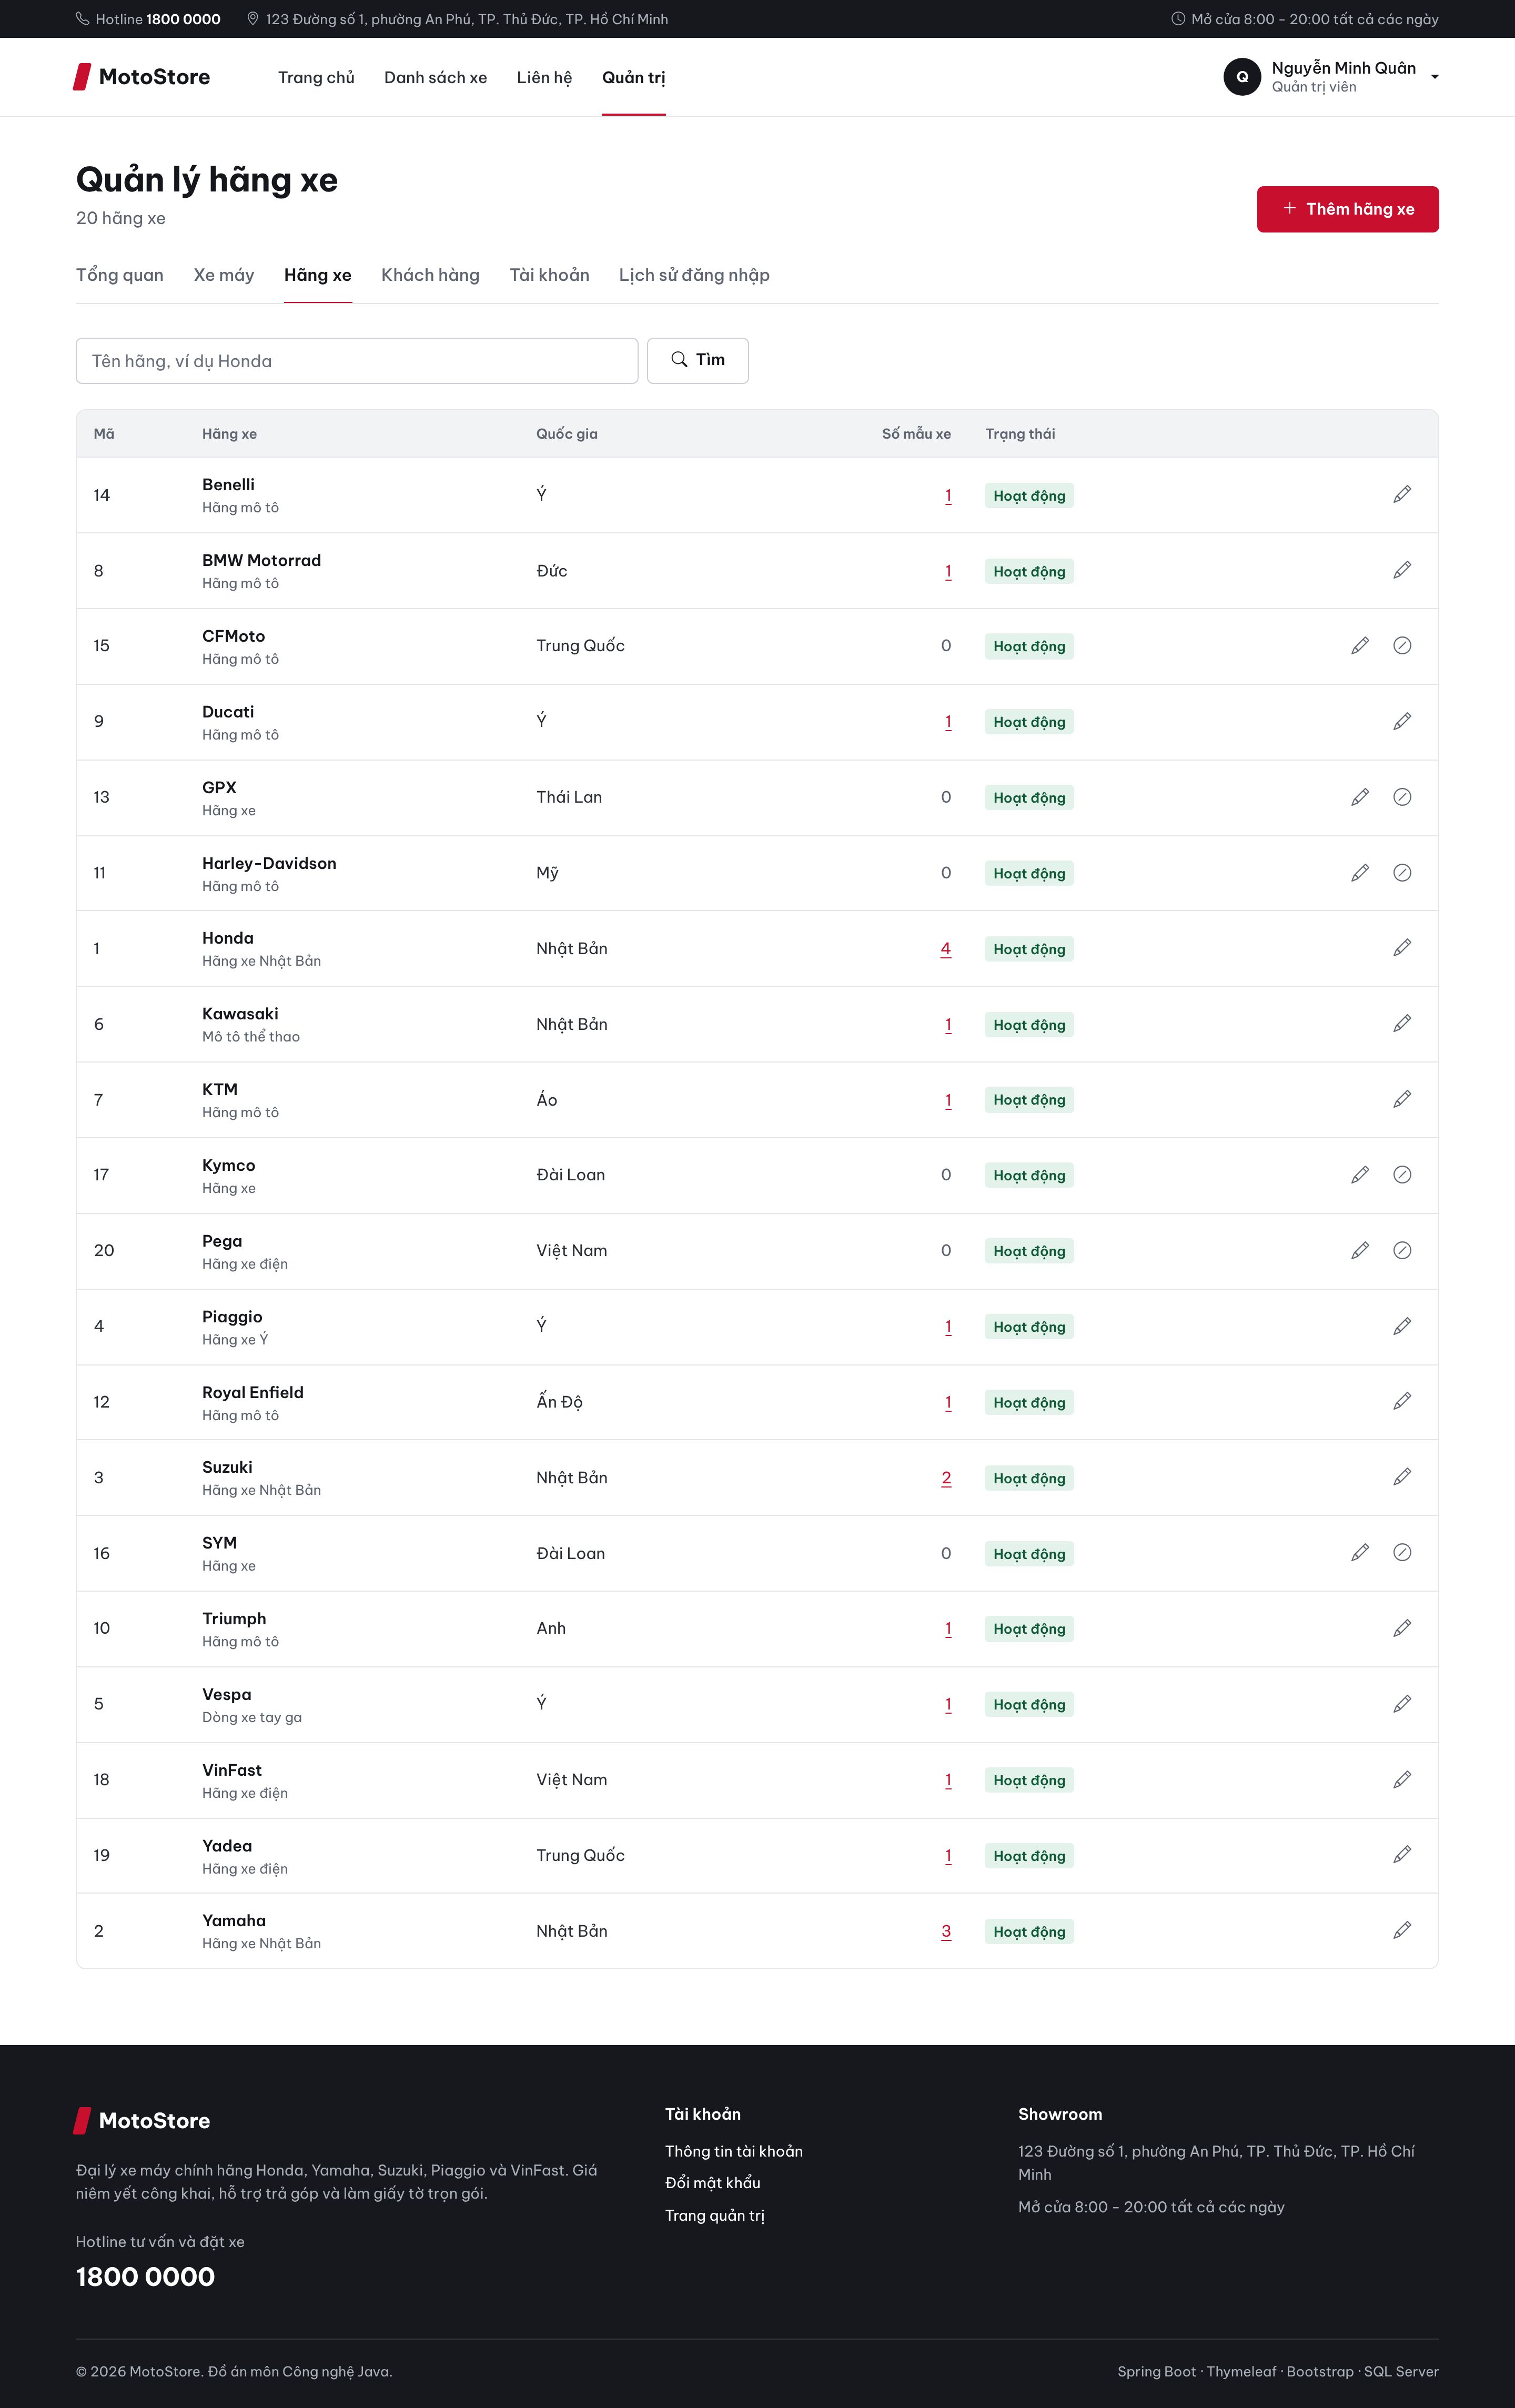 Hotline 1800 0000 123 Đường số 1, phường An Phú, TP. Thủ Đức, TP. Hồ Chí Minh Mở cửa 8:00 - 20:00 tất cả các ngày
MotoStore Trang chủ Danh sách xe Liên hệ Quản trị Q Nguyễn Minh Quân
Quản trị viên
Quản lý hãng xe
20 hãng xe
Thêm hãng xe
Tổng quan Xe máy Hãng xe Khách hàng Tài khoản Lịch sử đăng nhập
Tên hãng, ví dụ Honda Tìm
Mã Hãng xe Quốc gia Số mẫu xe Trạng thái
14 Benelli Ý 1 Hoạt động
Hãng mô tô
8 BMW Motorrad Đức 1 Hoạt động
Hãng mô tô
15 CFMoto Trung Quốc 0 Hoạt động
Hãng mô tô
9 Ducati Ý 1 Hoạt động
Hãng mô tô
13 GPX Thái Lan 0 Hoạt động
Hãng xe
11 Harley-Davidson Mỹ 0 Hoạt động
Hãng mô tô
1 Honda Nhật Bản 4 Hoạt động
Hãng xe Nhật Bản
6 Kawasaki Nhật Bản 1 Hoạt động
Mô tô thể thao
7 KTM Áo 1 Hoạt động
Hãng mô tô
17 Kymco Đài Loan 0 Hoạt động
Hãng xe
20 Pega Việt Nam 0 Hoạt động
Hãng xe điện
4 Piaggio Ý 1 Hoạt động
Hãng xe Ý
12 Royal Enfield Ấn Độ 1 Hoạt động
Hãng mô tô
3 Suzuki Nhật Bản 2 Hoạt động
Hãng xe Nhật Bản
16 SYM Đài Loan 0 Hoạt động
Hãng xe
10 Triumph Anh 1 Hoạt động
Hãng mô tô
5 Vespa Ý 1 Hoạt động
Dòng xe tay ga
18 VinFast Việt Nam 1 Hoạt động
Hãng xe điện
19 Yadea Trung Quốc 1 Hoạt động
Hãng xe điện
2 Yamaha Nhật Bản 3 Hoạt động
Hãng xe Nhật Bản
MotoStore
Đại lý xe máy chính hãng Honda, Yamaha, Suzuki, Piaggio và VinFast. Giá
niêm yết công khai, hỗ trợ trả góp và làm giấy tờ trọn gói.
Hotline tư vấn và đặt xe
1800 0000
Tài khoản
Thông tin tài khoản
Đổi mật khẩu
Trang quản trị
Showroom
123 Đường số 1, phường An Phú, TP. Thủ Đức, TP. Hồ Chí
Minh
Mở cửa 8:00 - 20:00 tất cả các ngày
© 2026 MotoStore. Đồ án môn Công nghệ Java. Spring Boot · Thymeleaf · Bootstrap · SQL Server